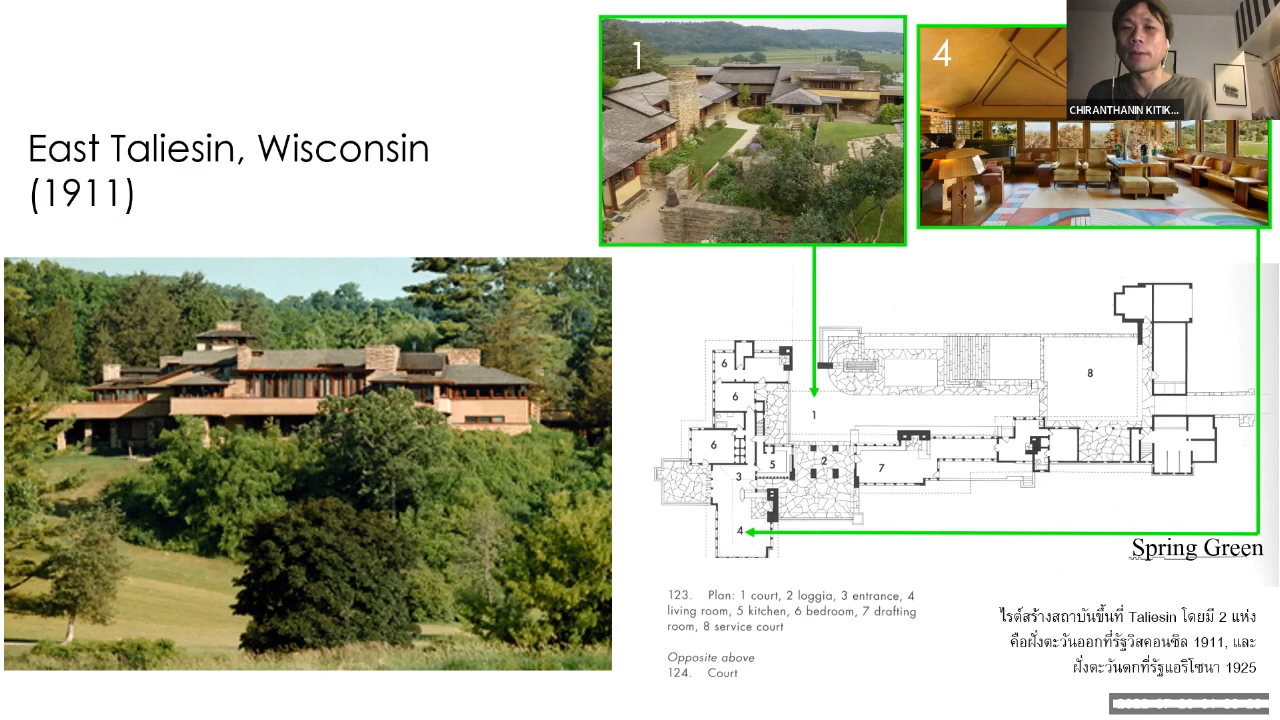 East Taliesin, Wisconsin
(1911)
1
4
CHIRANTHANIN KITIK...
6
6
6
5
3
4
2
1
7
8
Spring Green
123. Plan: 1 court, 2 loggia, 3 entrance, 4
living room, 5 kitchen, 6 bedroom, 7 drafting
room, 8 service court
Opposite above
124. Court
ไรต์สร้างสถาบันขึ้นที่ Taliesin โดยมี 2 แห่ง
คือฝั่งตะวันออกที่รัฐวิสคอนซิล 1911, และ
ฝั่งตะวันตกที่รัฐแอริโซนา 1925